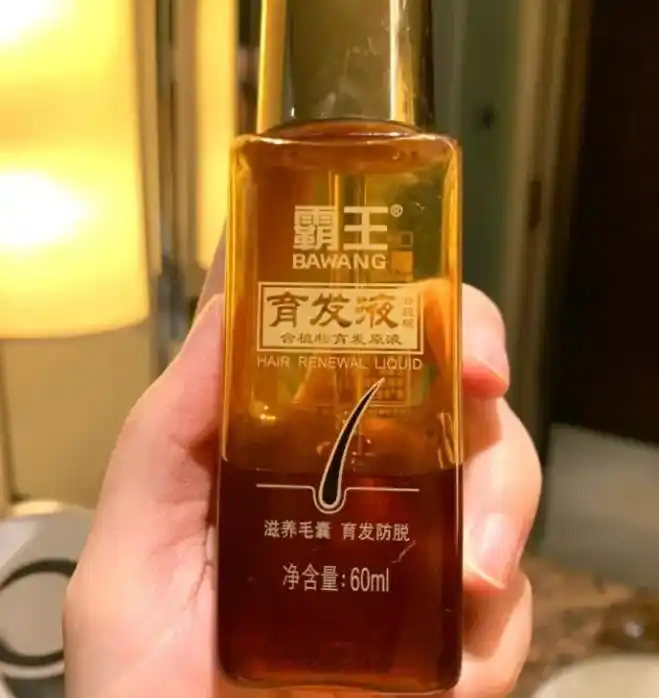 霸王®
BAWANG
育发液
含植物育发原液
HAIR RENEWAL LIQUID
滋养毛囊 育发防脱
净含量:60ml